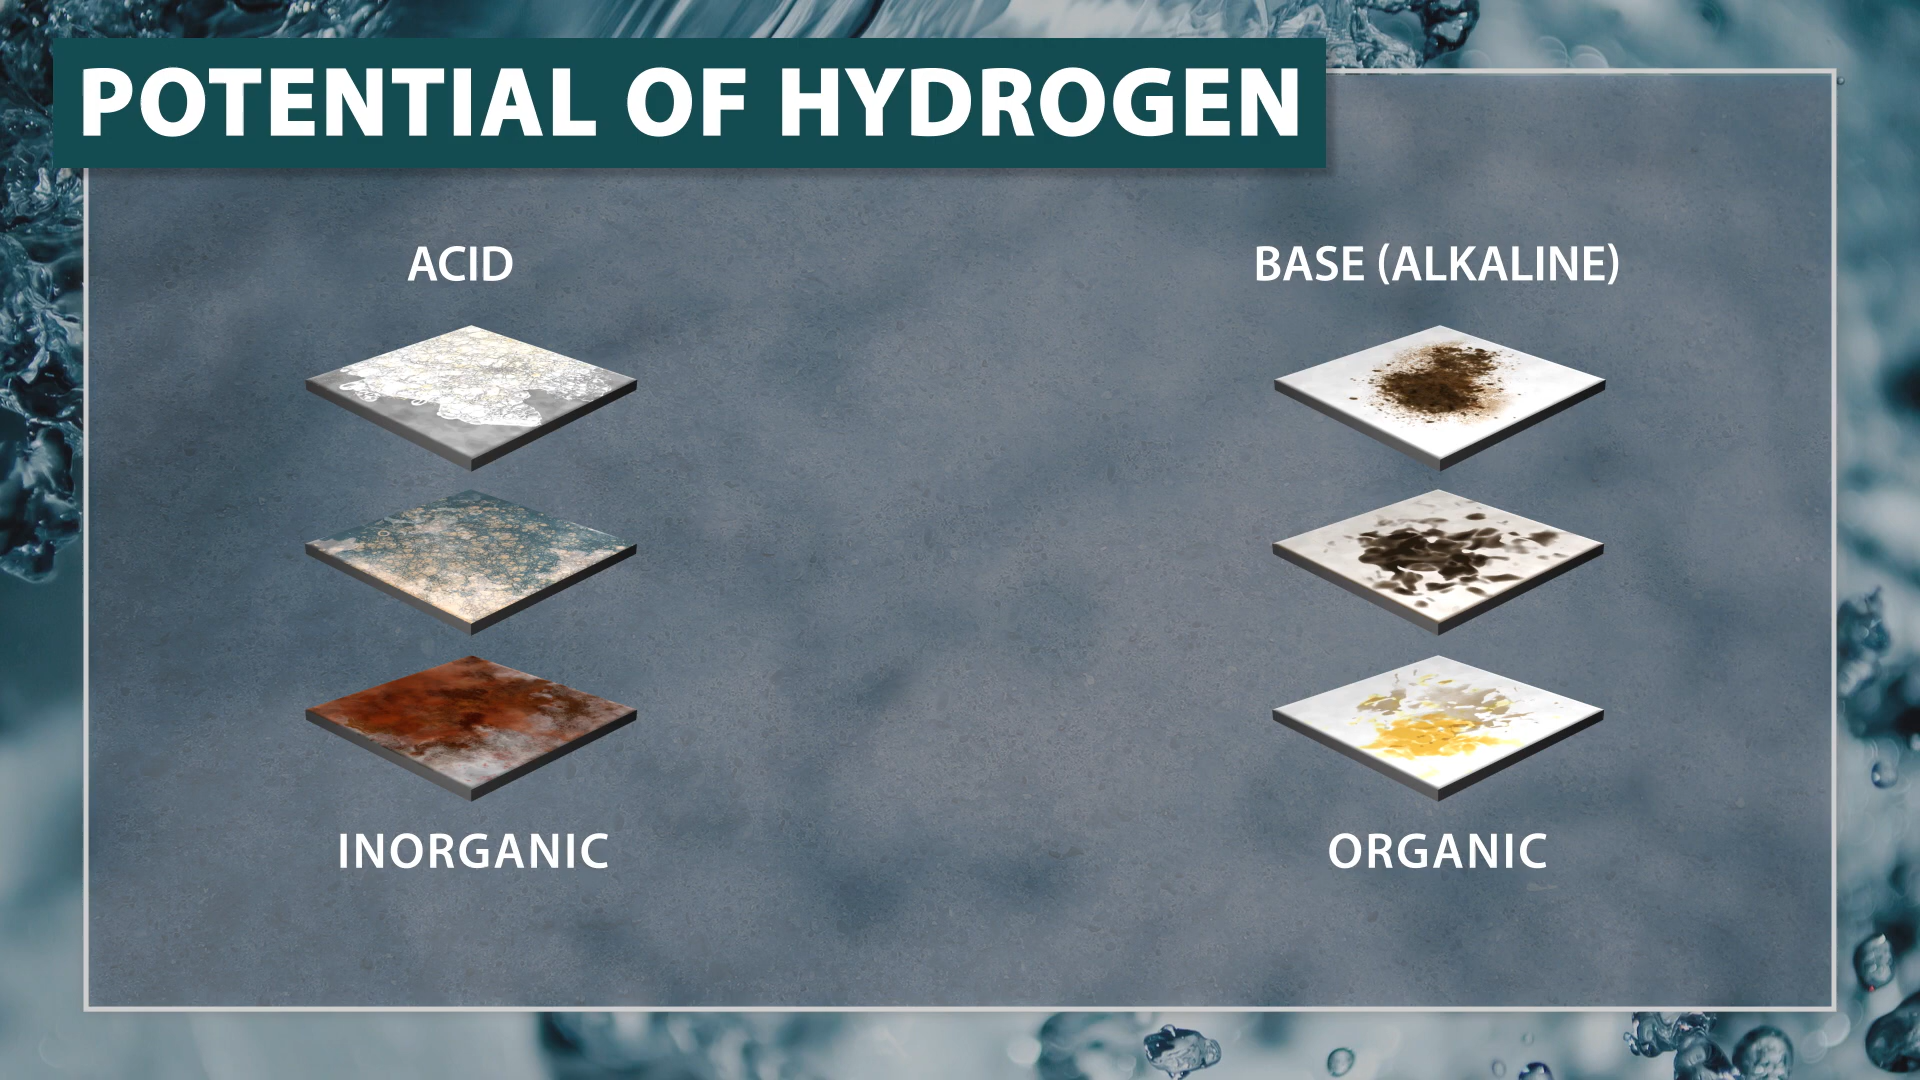 POTENTIAL OF HYDROGEN
ACID
BASE (ALKALINE)
INORGANIC
ORGANIC